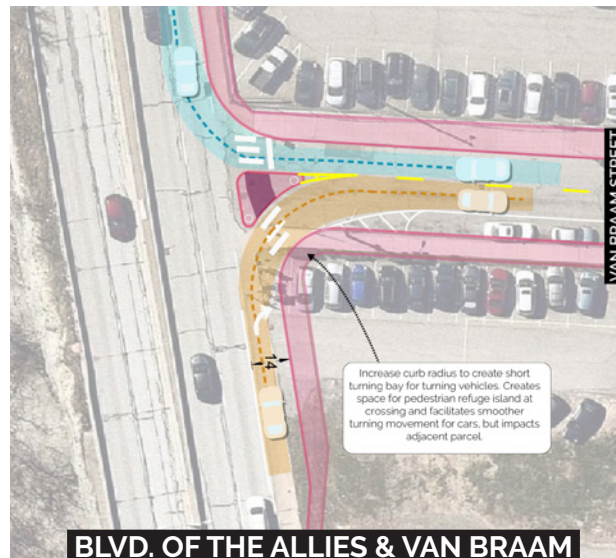 VAN BRAAM STREET
14
Increase curb radius to create short
turning bay for turning vehicles. Creates
space for pedestrian refuge island at
crossing and facilitates smoother
turning movement for cars, but impacts
adjacent parcel.
BLVD. OF THE ALLIES & VAN BRAAM